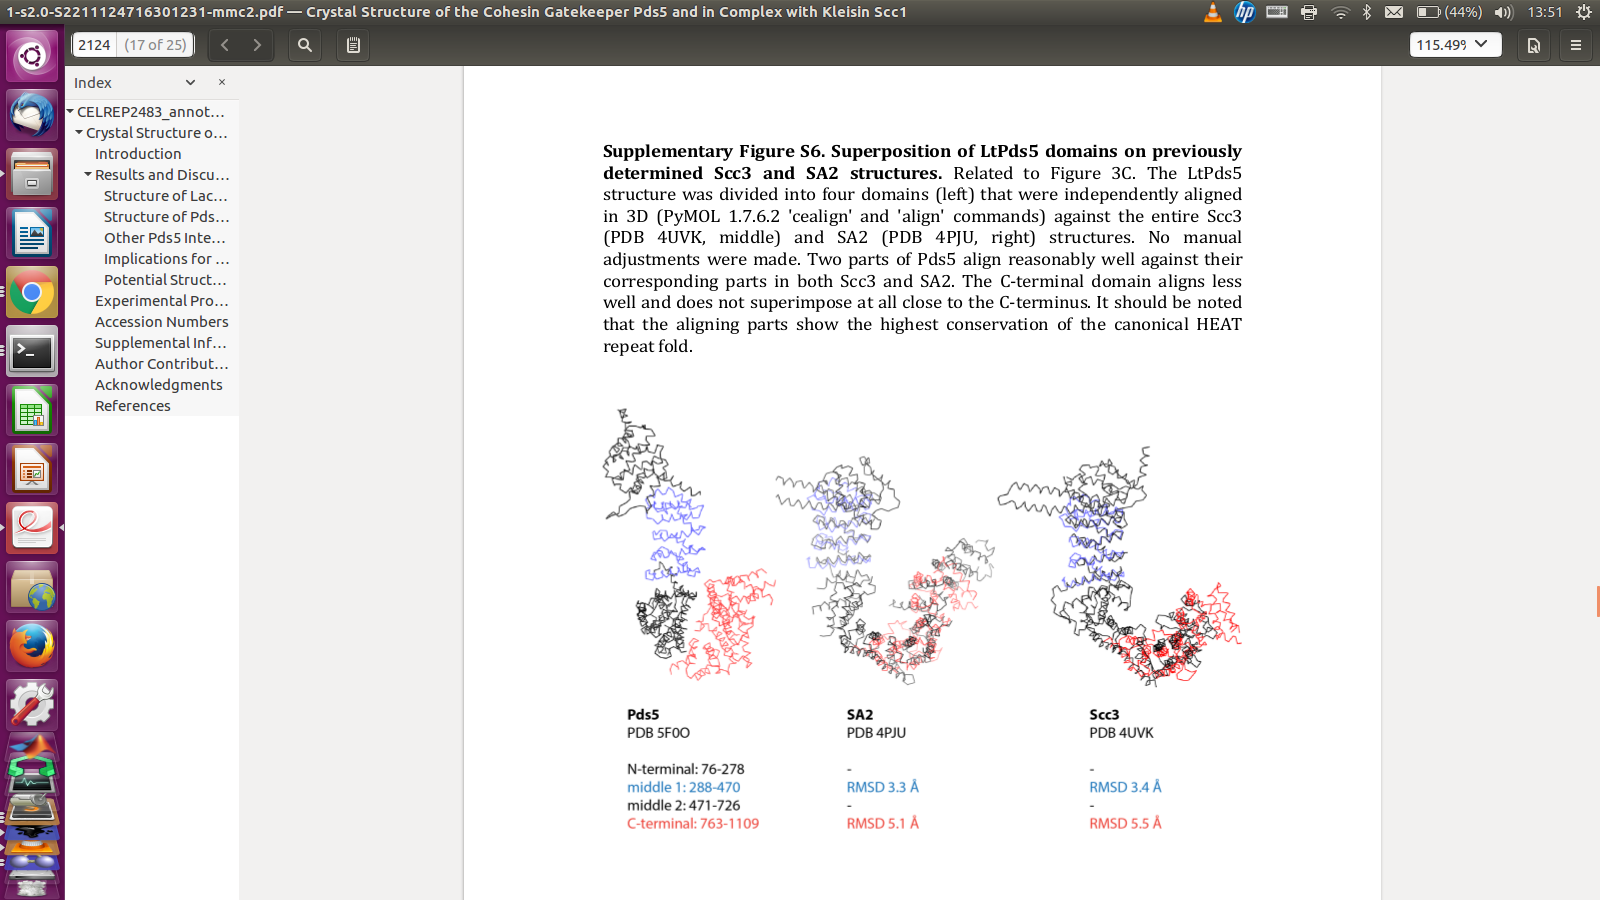 1-s2.0-S2211124716301231-mmc2.pdf — Crystal Structure of the Cohesin Gatekeeper Pds5 and in Complex with Kleisin Scc1
(44%)
13:51
2124 (17 of 25)
115.49%
Index
CELREP2483_annot...
Crystal Structure o...
Introduction
Results and Discu...
Structure of Lac...
Structure of Pds...
Other Pds5 Inte...
Implications for ...
Potential Struct...
Experimental Pro...
Accession Numbers
Supplemental Inf...
Author Contribut...
Acknowledgments
References
Supplementary Figure S6. Superposition of LtPds5 domains on previously
determined Scc3 and SA2 structures. Related to Figure 3C. The LtPds5
structure was divided into four domains (left) that were independently aligned
in 3D (PyMOL 1.7.6.2 'cealign' and 'align' commands) against the entire Scc3
(PDB 4UVK, middle) and SA2 (PDB 4PJU, right) structures. No manual
adjustments were made. Two parts of Pds5 align reasonably well against their
corresponding parts in both Scc3 and SA2. The C-terminal domain aligns less
well and does not superimpose at all close to the C-terminus. It should be noted
that the aligning parts show the highest conservation of the canonical HEAT
repeat fold.
Pds5 SA2 Scc3
PDB 5F0O PDB 4PJU PDB 4UVK
N-terminal: 76-278 - -
middle 1: 288-470 RMSD 3.3 Å RMSD 3.4 Å
middle 2: 471-726 - -
C-terminal: 763-1109 RMSD 5.1 Å RMSD 5.5 Å